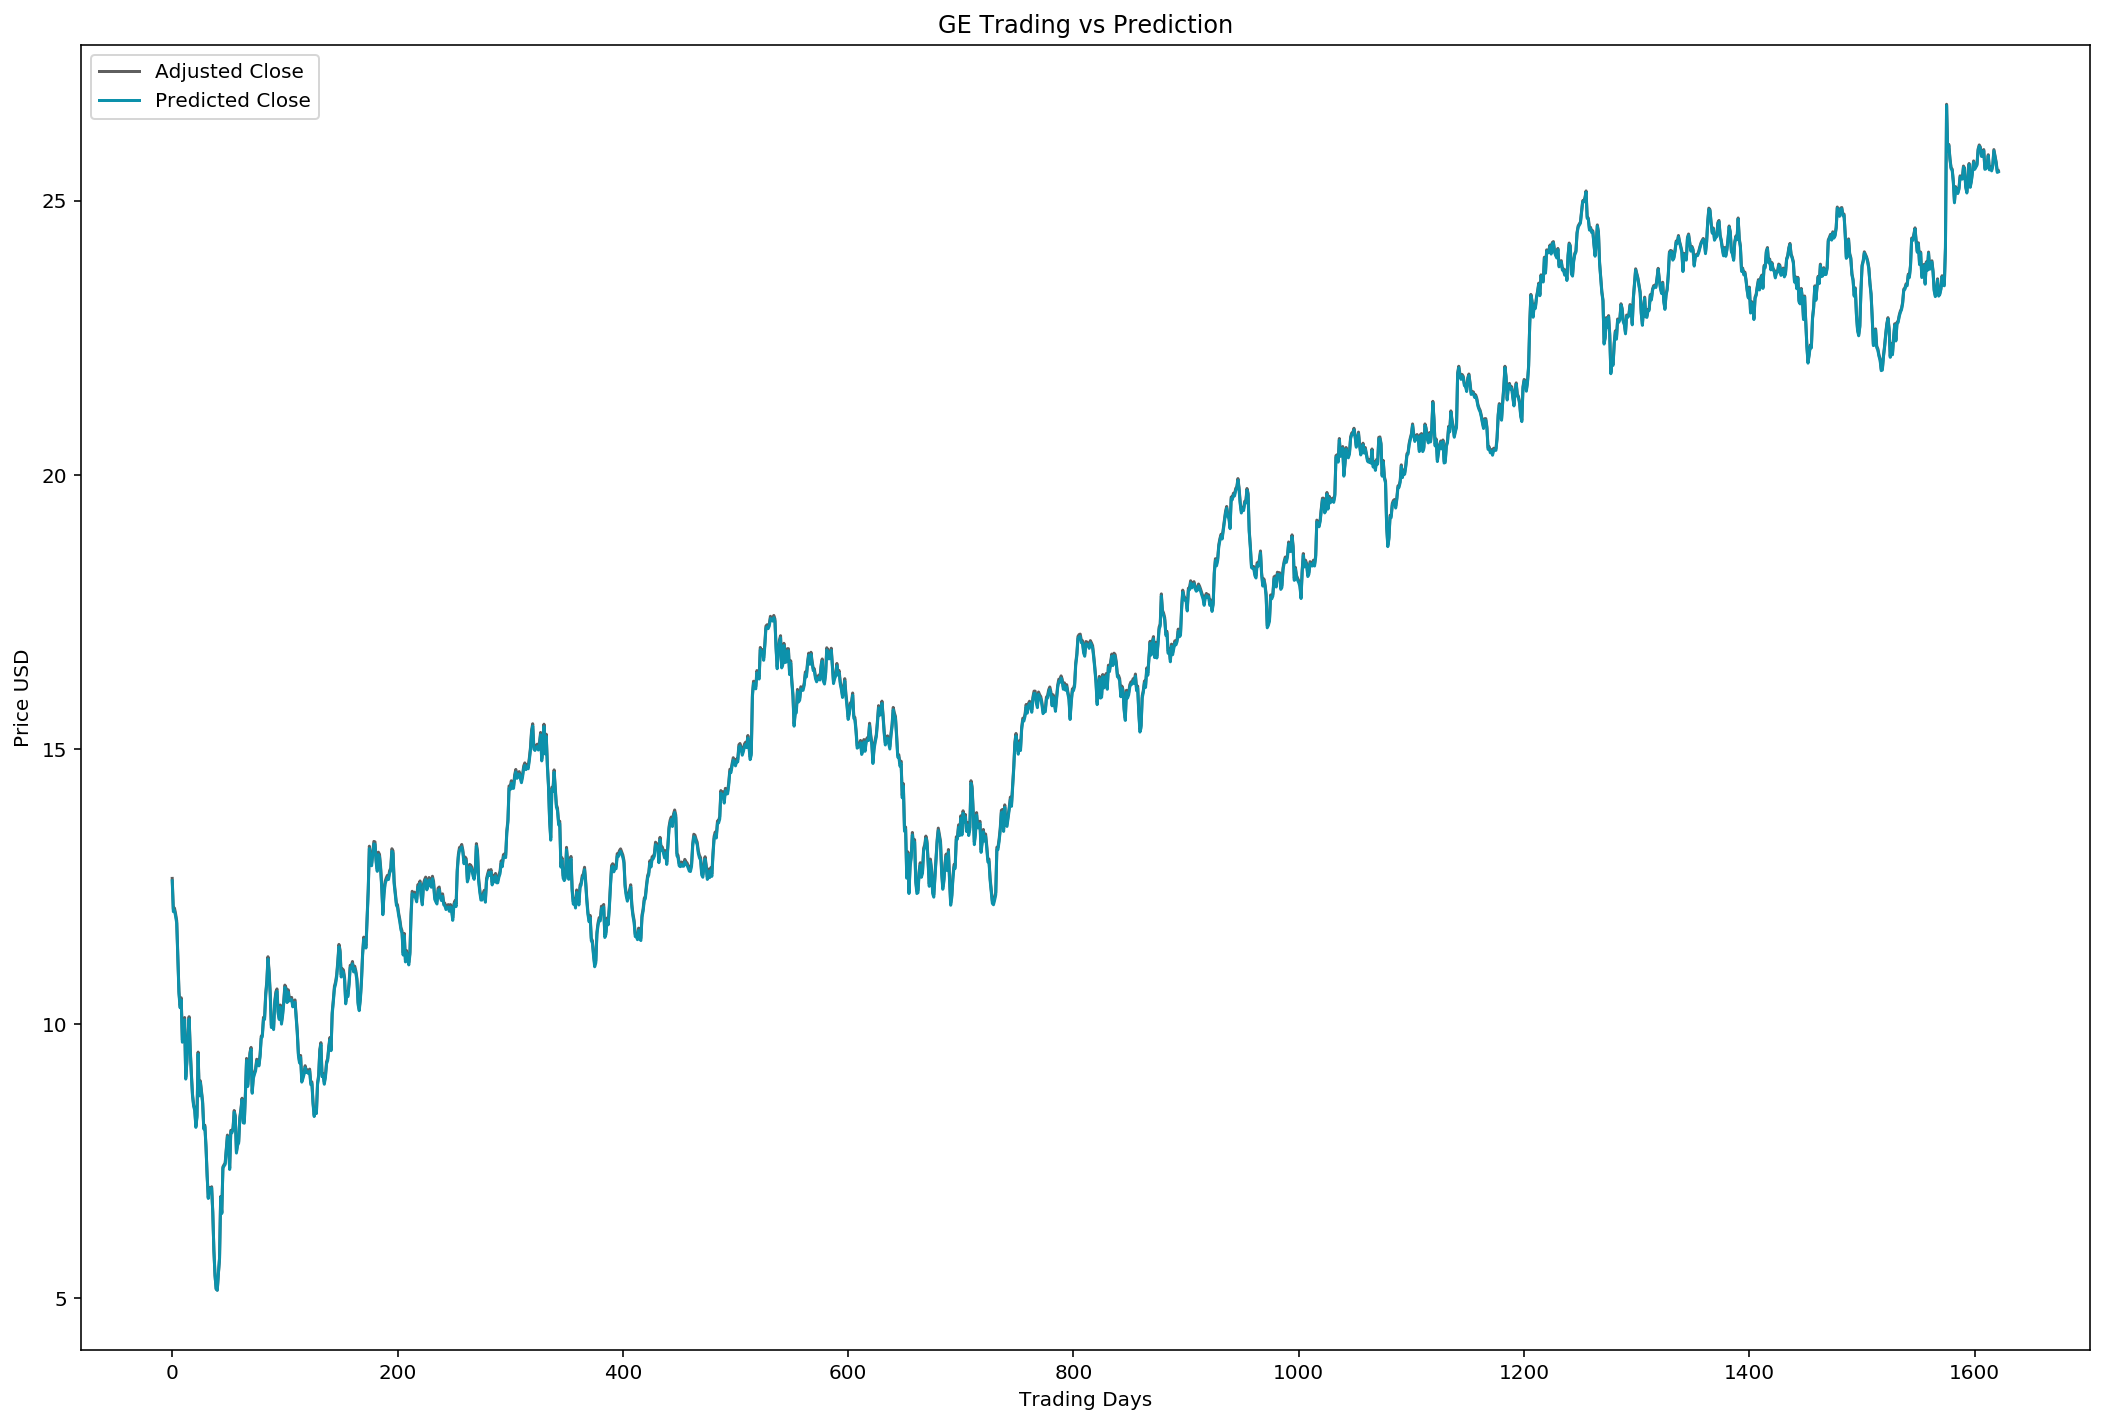 GE Trading vs Prediction
Adjusted Close
Predicted Close
Price USD
25
20
15
10
5
0 200 400 600 800 1000 1200 1400 1600
Trading Days